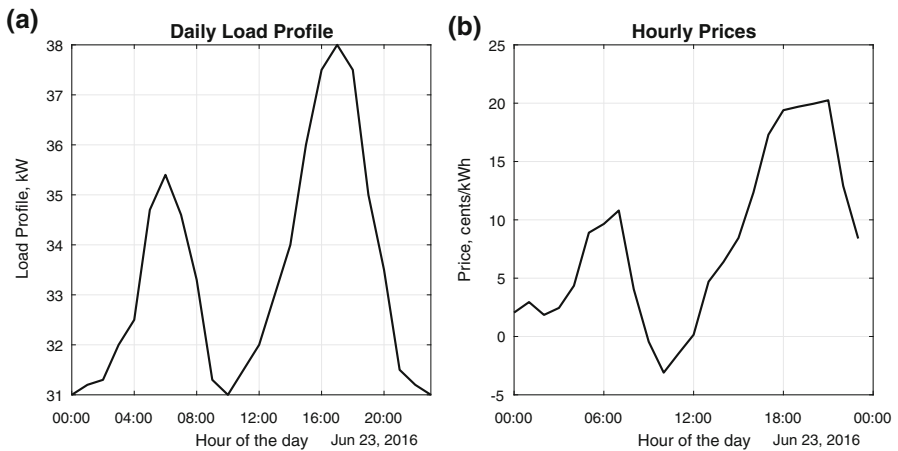 (a)
Daily Load Profile
Load Profile, kW
38
37
36
35
34
33
32
31
00:00 04:00 08:00 12:00 16:00 20:00
Hour of the day Jun 23, 2016
(b)
Hourly Prices
Price, cents/kWh
25
20
15
10
5
0
-5
00:00 06:00 12:00 18:00 00:00
Hour of the day Jun 23, 2016